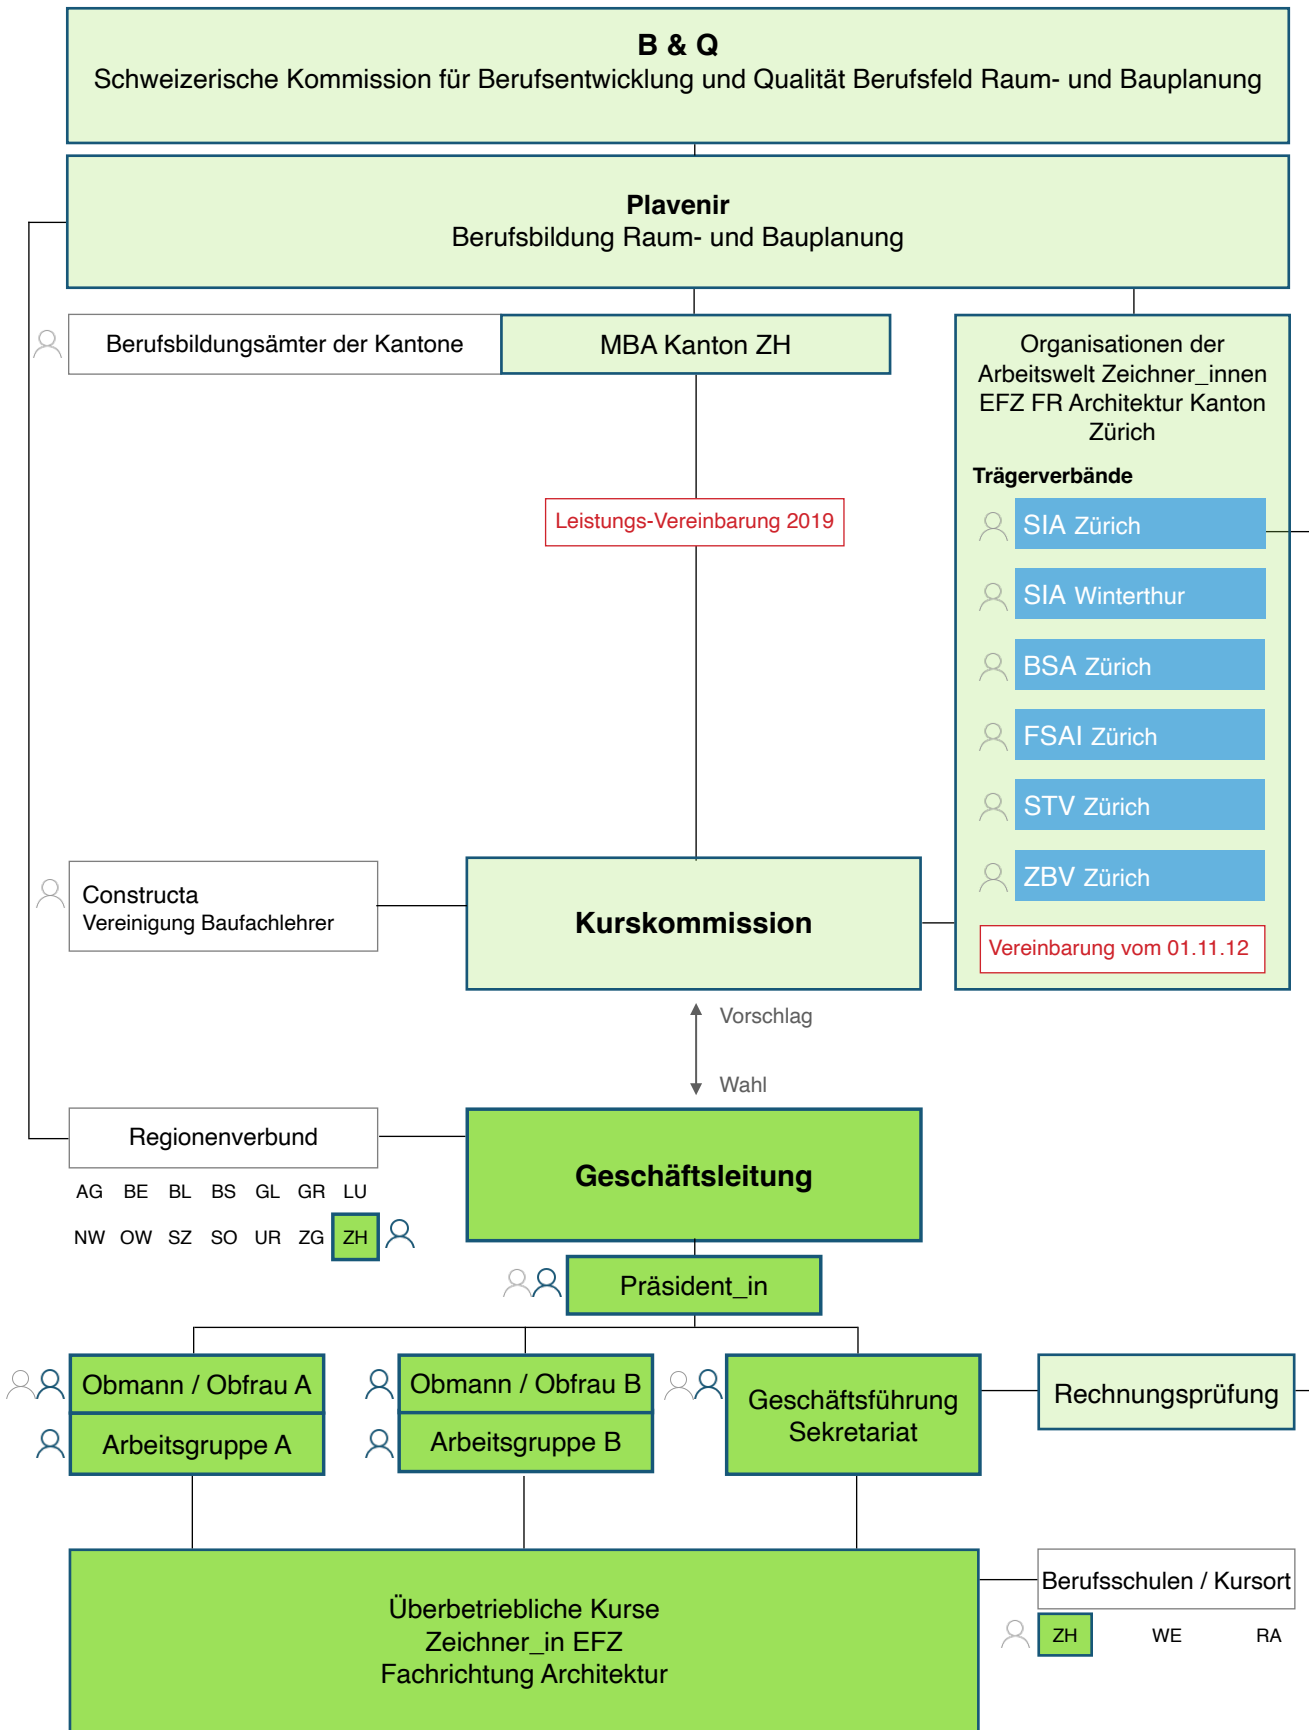 B & Q
Schweizerische Kommission für Berufsentwicklung und Qualität Berufsfeld Raum- und Bauplanung
Plavenir
Berufsbildung Raum- und Bauplanung
Berufsbildungsämter der Kantone
MBA Kanton ZH
Organisationen der
Arbeitswelt Zeichner_innen
EFZ FR Architektur Kanton
Zürich
Trägerverbände
SIA Zürich
SIA Winterthur
BSA Zürich
FSAI Zürich
STV Zürich
ZBV Zürich
Vereinbarung vom 01.11.12
Leistungs-Vereinbarung 2019
Constructa
Vereinigung Baufachlehrer
Kurskommission
Vorschlag
Wahl
Regionenverbund
AG BE BL BS GL GR LU
NW OW SZ SO UR ZG ZH
Geschäftsleitung
Präsident_in
Obmann / Obfrau A
Arbeitsgruppe A
Obmann / Obfrau B
Arbeitsgruppe B
Geschäftsführung
Sekretariat
Rechnungsprüfung
Überbetriebliche Kurse
Zeichner_in EFZ
Fachrichtung Architektur
Berufsschulen / Kursort
ZH WE RA